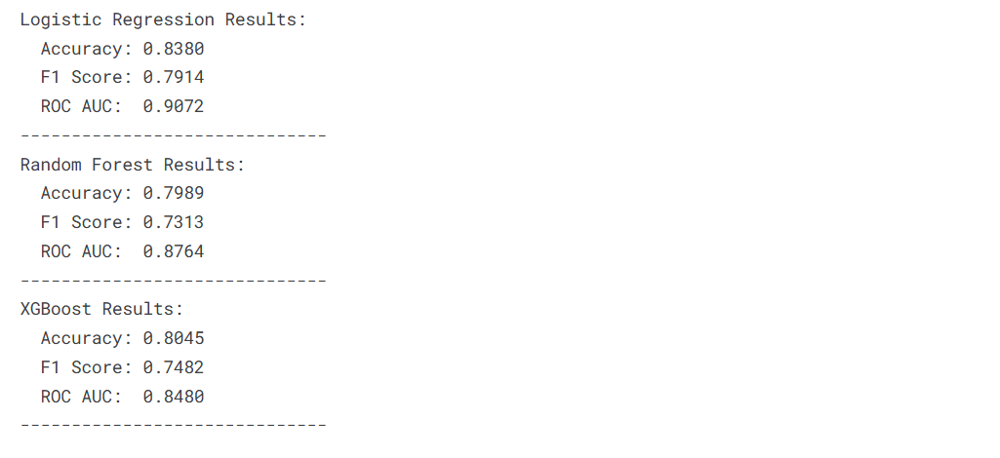 Logistic Regression Results:
  Accuracy: 0.8380
  F1 Score: 0.7914
  ROC AUC:  0.9072
------------------------------
Random Forest Results:
  Accuracy: 0.7989
  F1 Score: 0.7313
  ROC AUC:  0.8764
------------------------------
XGBoost Results:
  Accuracy: 0.8045
  F1 Score: 0.7482
  ROC AUC:  0.8480
------------------------------